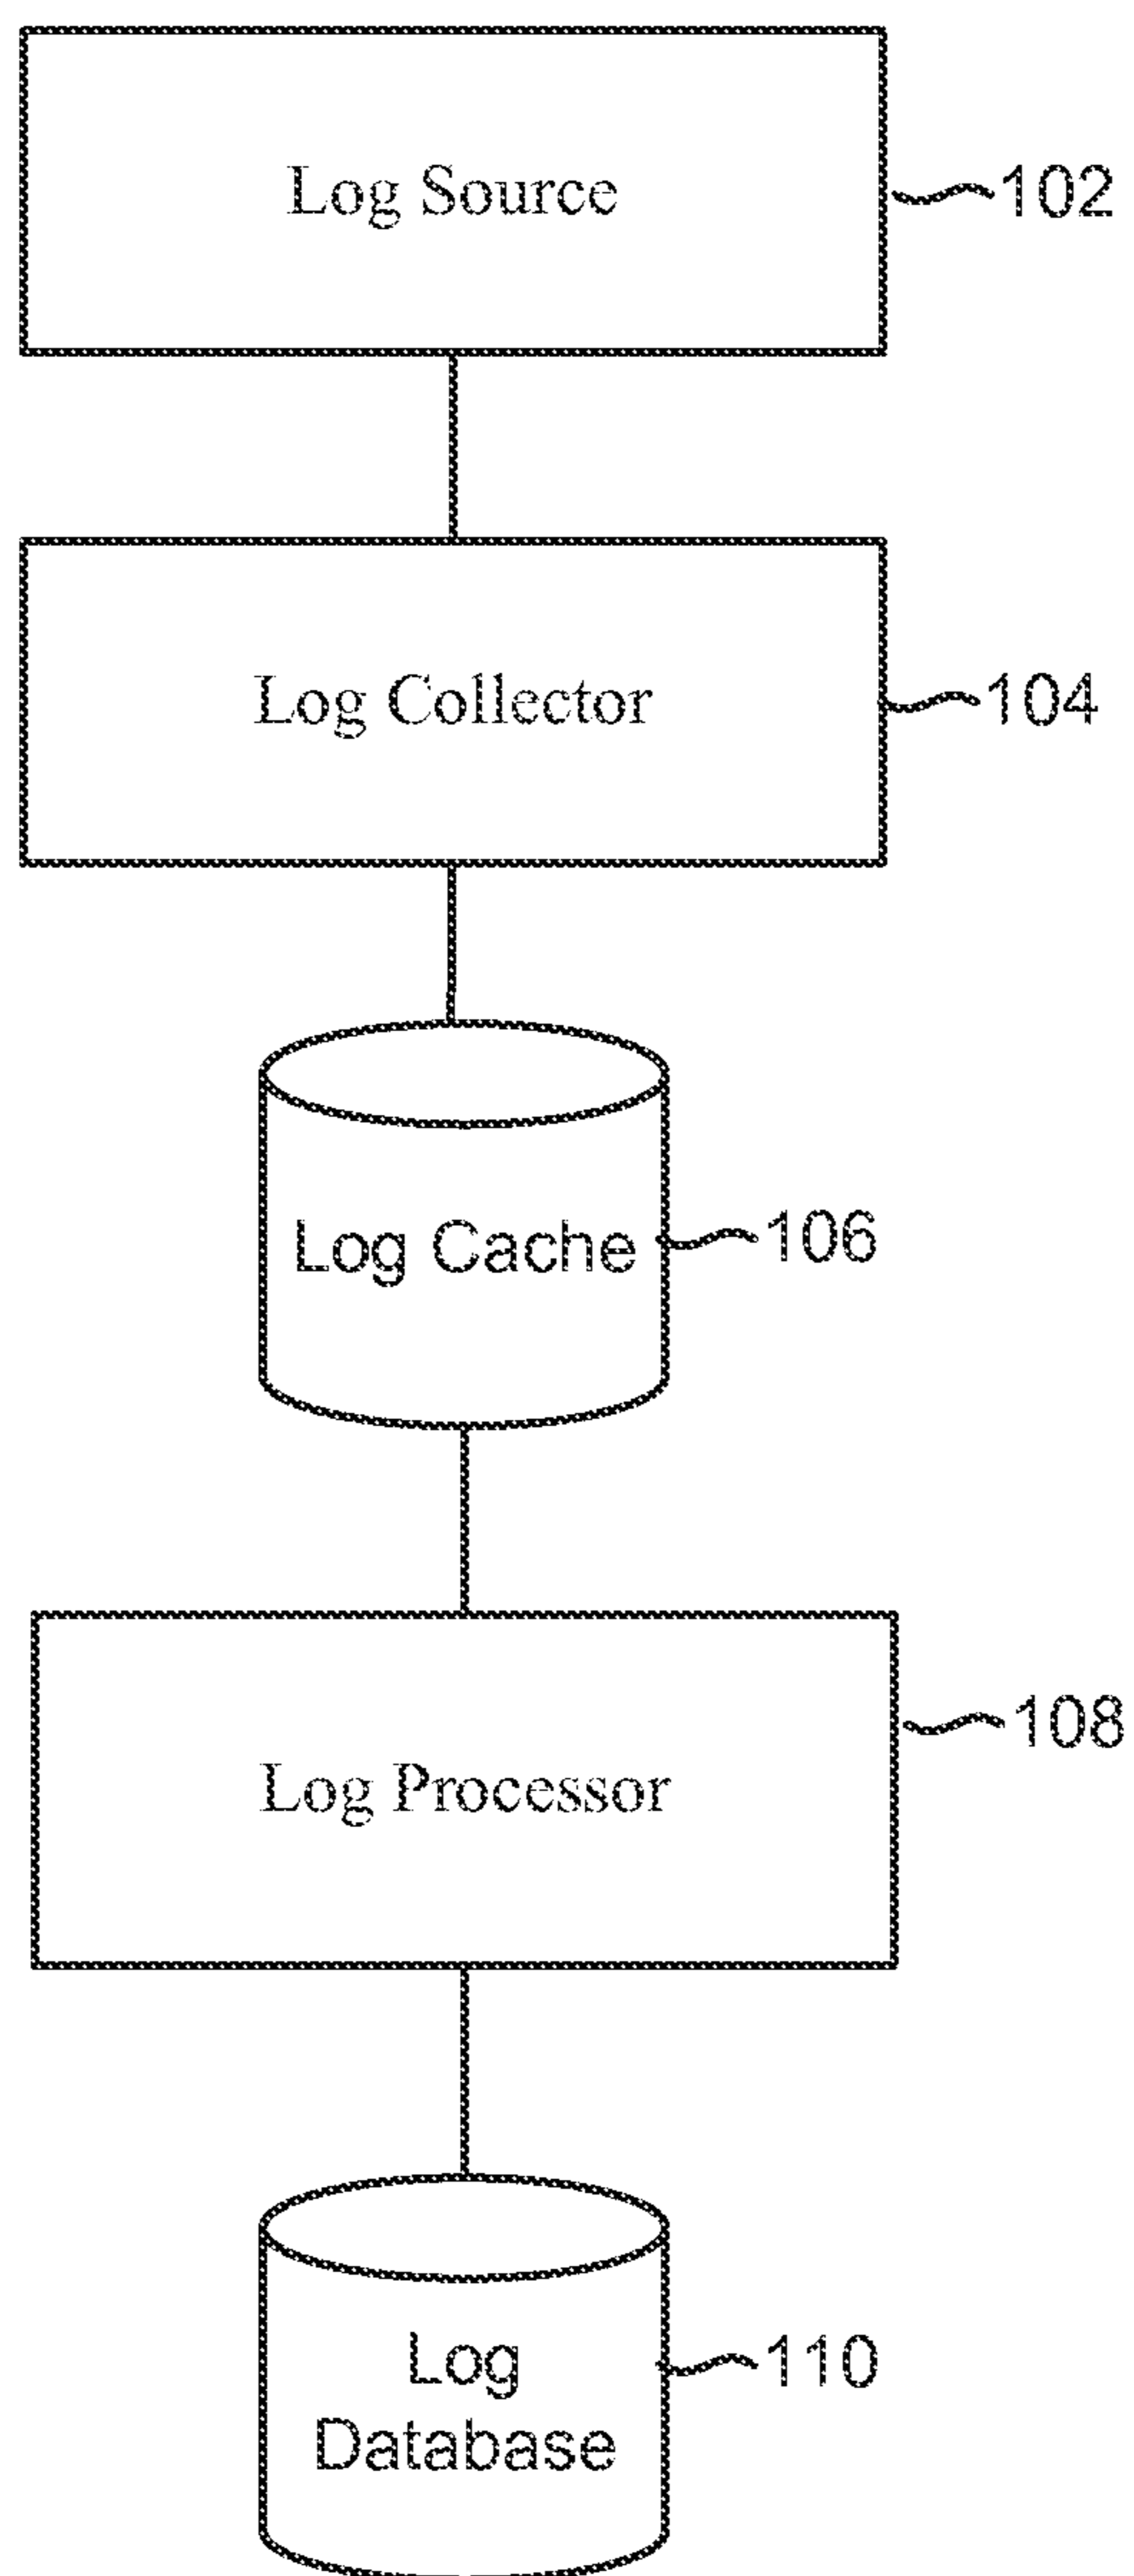 Log Source
102
Log Collector
104
Log Cache
106
Log Processor
108
Log
Database
110